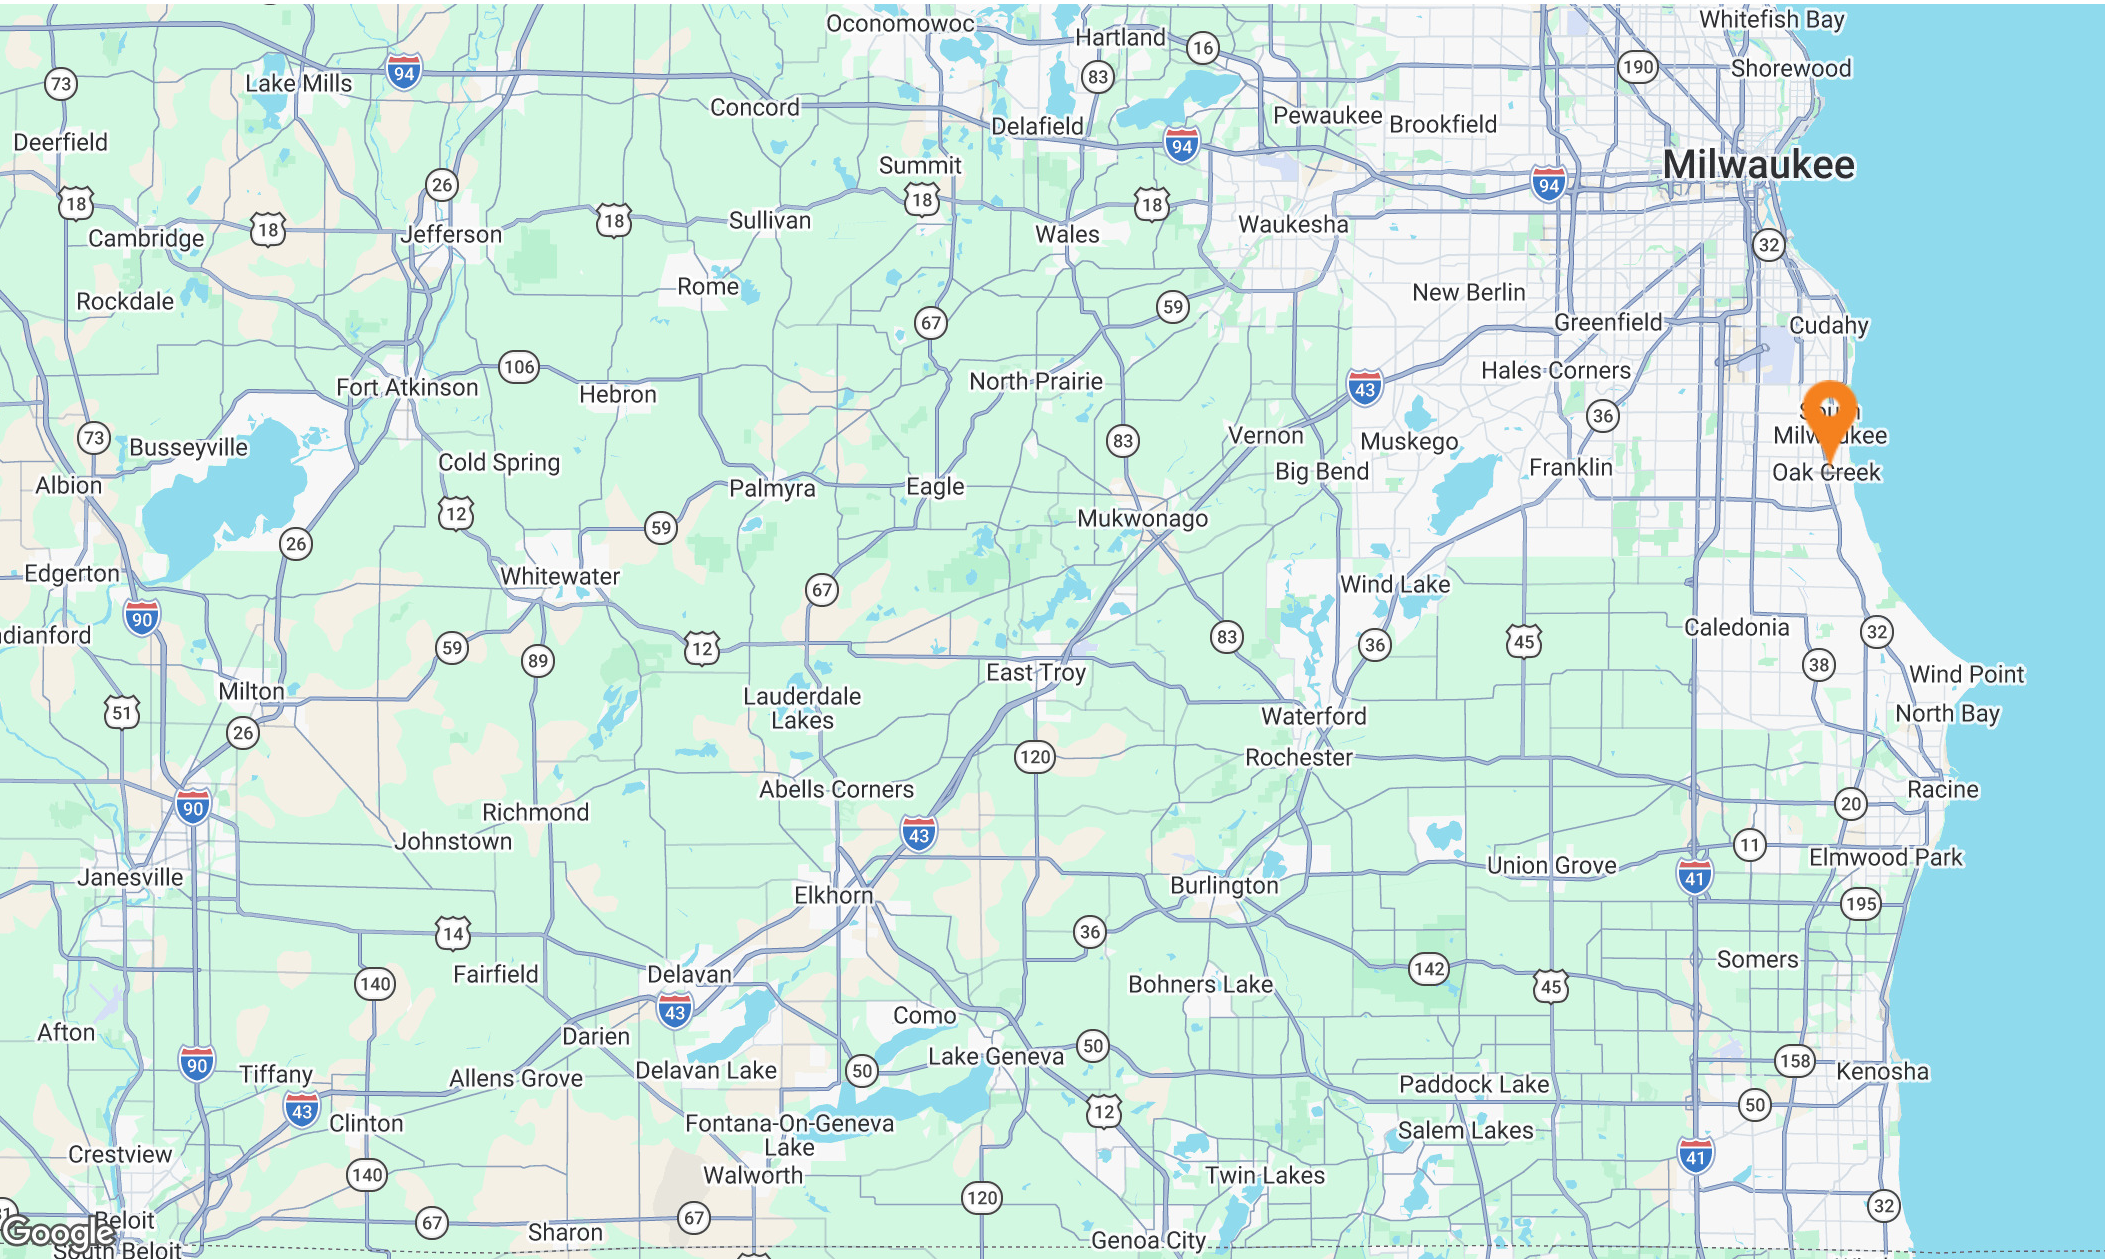 Oconomowoc
Hartland
16
Whitefish Bay
94
73
Lake Mills
83
190
Shorewood
Concord
Delafield
Pewaukee
Brookfield
Deerfield
94
Summit
Milwaukee
26
94
18
18
18
18
18
Sullivan
Cambridge
Jefferson
Wales
Waukesha
32
Rome
Rockdale
New Berlin
59
67
Greenfield
Cudahy
106
Hales Corners
Fort Atkinson
Hebron
North Prairie
43
36
South
Milwaukee
73
Busseyville
83
Vernon
Muskego
Cold Spring
Big Bend
Franklin
Oak Creek
Albion
Palmyra
Eagle
12
Mukwonago
26
59
Edgerton
Whitewater
67
Wind Lake
90
dianford
59
89
12
83
36
45
Caledonia
32
38
East Troy
Wind Point
Milton
Lauderdale
Lakes
51
26
Waterford
North Bay
120
Rochester
Abells Corners
Racine
90
Richmond
43
20
Johnstown
11
Janesville
Union Grove
Elmwood Park
41
Elkhorn
Burlington
195
14
36
Fairfield
Delavan
142
Somers
140
Bohners Lake
45
43
Como
Afton
Darien
50
Lake Geneva
90
Tiffany
Allens Grove
Delavan Lake
50
158
Kenosha
Paddock Lake
43
12
50
Clinton
Fontana-On-Geneva
Lake
Salem Lakes
Crestview
41
140
Walworth
Twin Lakes
120
32
Beloit
67
67
Sharon
Google
South Beloit
Genoa City